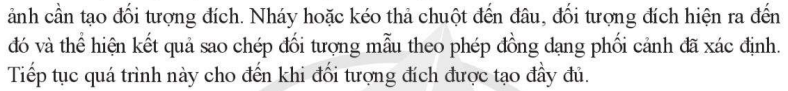 ảnh cần tạo đối tượng đích. Nháy hoặc kéo thả chuột đến đâu, đối tượng đích hiện ra đến
đó và thể hiện kết quả sao chép đối tượng mẫu theo phép đồng dạng phối cảnh đã xác định.
Tiếp tục quá trình này cho đến khi đối tượng đích được tạo đầy đủ.